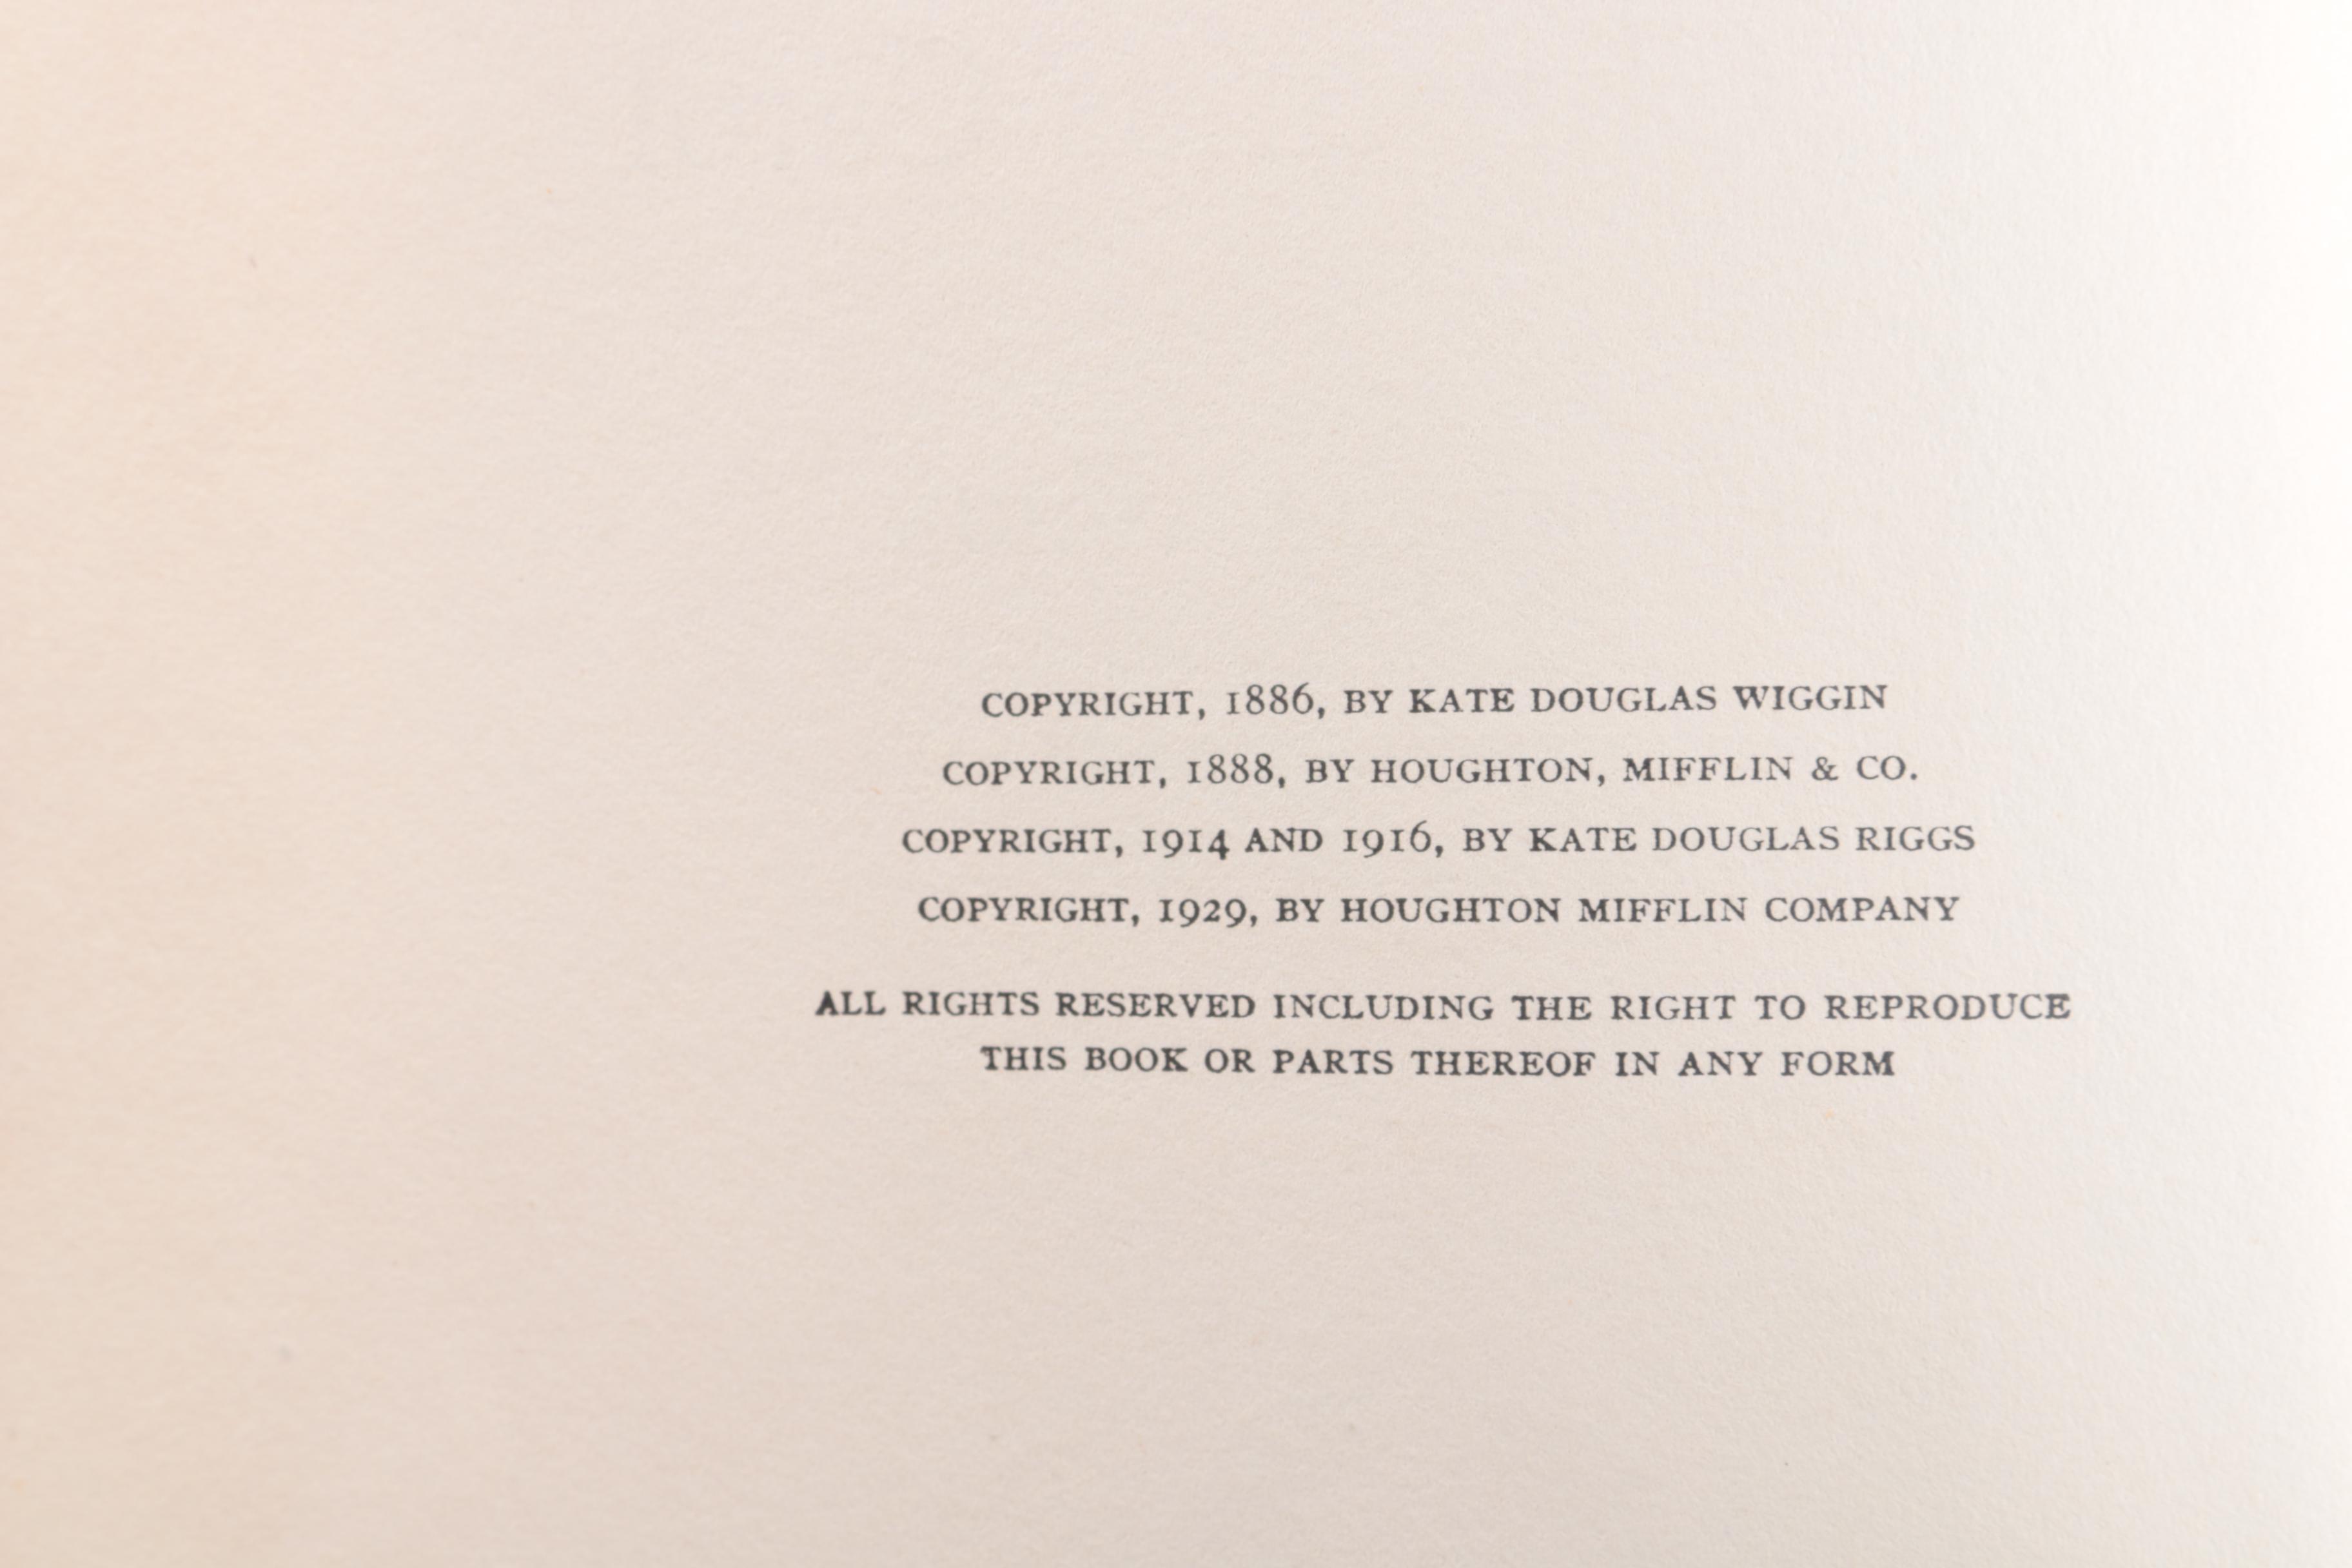 COPYRIGHT, 1886, BY KATE DOUGLAS WIGGIN
COPYRIGHT, 1888, BY HOUGHTON, MIFFLIN & CO.
COPYRIGHT, 1914 AND 1916, BY KATE DOUGLAS RIGGS
COPYRIGHT, 1929, BY HOUGHTON MIFFLIN COMPANY
ALL RIGHTS RESERVED INCLUDING THE RIGHT TO REPRODUCE
THIS BOOK OR PARTS THEREOF IN ANY FORM